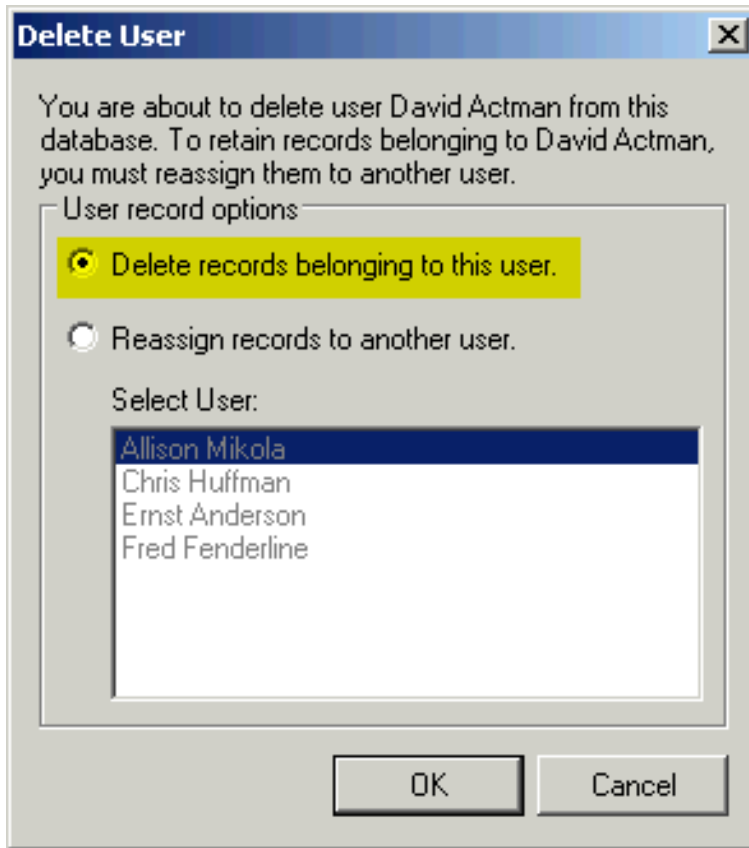 Delete User
You are about to delete user David Actman from this
database. To retain records belonging to David Actman,
you must reassign them to another user.
User record options
Delete records belonging to this user.
Reassign records to another user.
Select User:
Allison Mikola
Chris Huffman
Ernst Anderson
Fred Fenderline
OK
Cancel